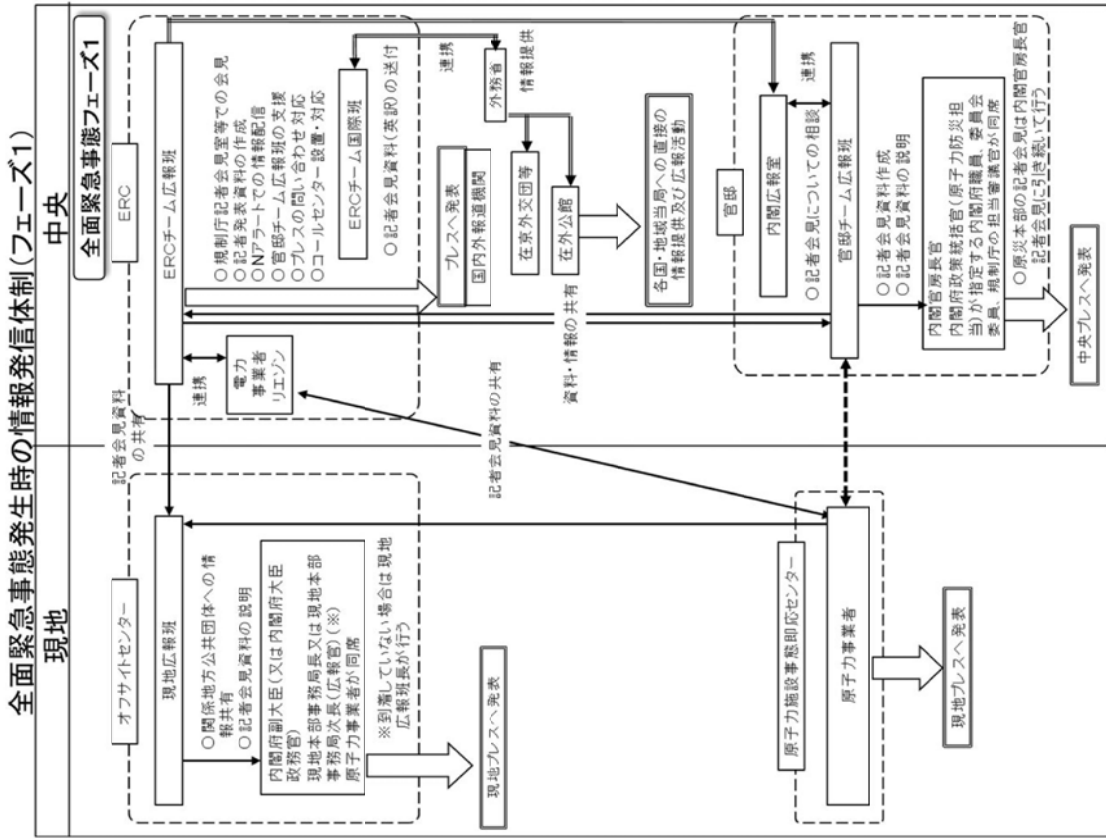 全面緊急事態発生時の情報発信体制(フェーズ1)
現地
中央
全面緊急事態フェーズ1
オフサイトセンター
現地広報班
○関係地方公共団体への情
報共有
○記者会見資料の説明
内閣府副大臣(又は内閣府大臣
政務官)
現地本部事務局長又は現地本部
事務局次長(広報官)(※)
原子力事業者が同席
※到着していない場合は現地
広報班長が行う
現地プレスへ発表
原子力施設事態即応センター
原子力事業者
現地プレスへ発表
記者会見資料
の共有
記者会見資料の共有
ERC
ERCチーム広報班
○規制庁記者会見室等での会見
○記者発表資料の作成
○Nアラートでの情報配信
○官邸チーム広報班の支援
○プレスの問い合わせ対応
○コールセンター設置・対応
連携
電力
事業者
リエゾン
ERCチーム国際班
○記者会見資料(英訳)の送付
プレスへ発表
国内外報道機関
連携
外務省
情報提供
在京外交団等
在外公館
各国・地域当局への直接の
情報提供及び広報活動
資料・情報の共有
官邸
内閣広報室
○記者会見についての相談
連携
官邸チーム広報班
○記者会見資料作成
○記者会見資料の説明
内閣官房長官
内閣府政策統括官(原子力防災担
当)が指定する内閣府職員、委員会
委員、規制庁の担当審議官が同席
○原災本部の記者会見は内閣官房長官
記者会見に引き続いて行う
中央プレスへ発表